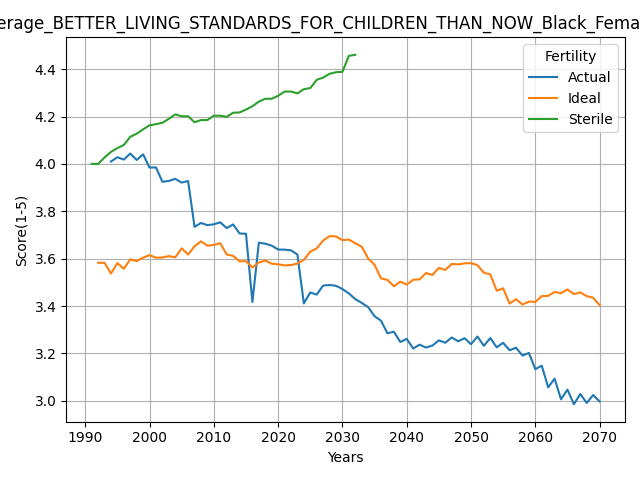 erage_BETTER_LIVING_STANDARDS_FOR_CHILDREN_THAN_NOW_Black_Fema
Fertility
Actual
Ideal
Sterile
4.4
4.2
4.0
3.8
3.6
3.4
3.2
3.0
Score(1-5)
1990 2000 2010 2020 2030 2040 2050 2060 2070
Years